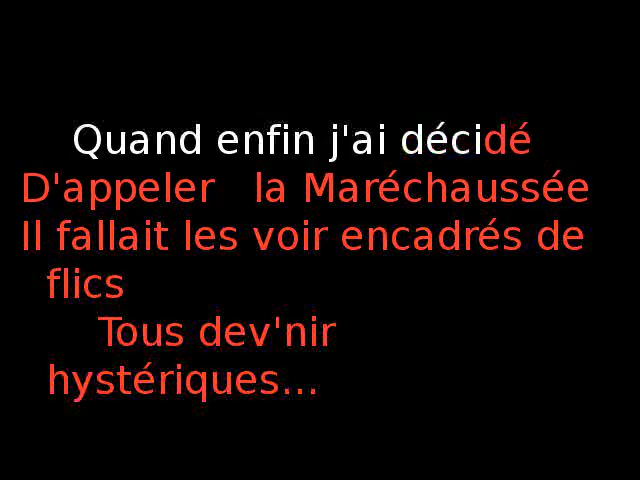 Quand enfin j'ai décidé
D'appeler la Maréchaussée
Il fallait les voir encadrés de
flics
Tous dev'nir
hystériques...